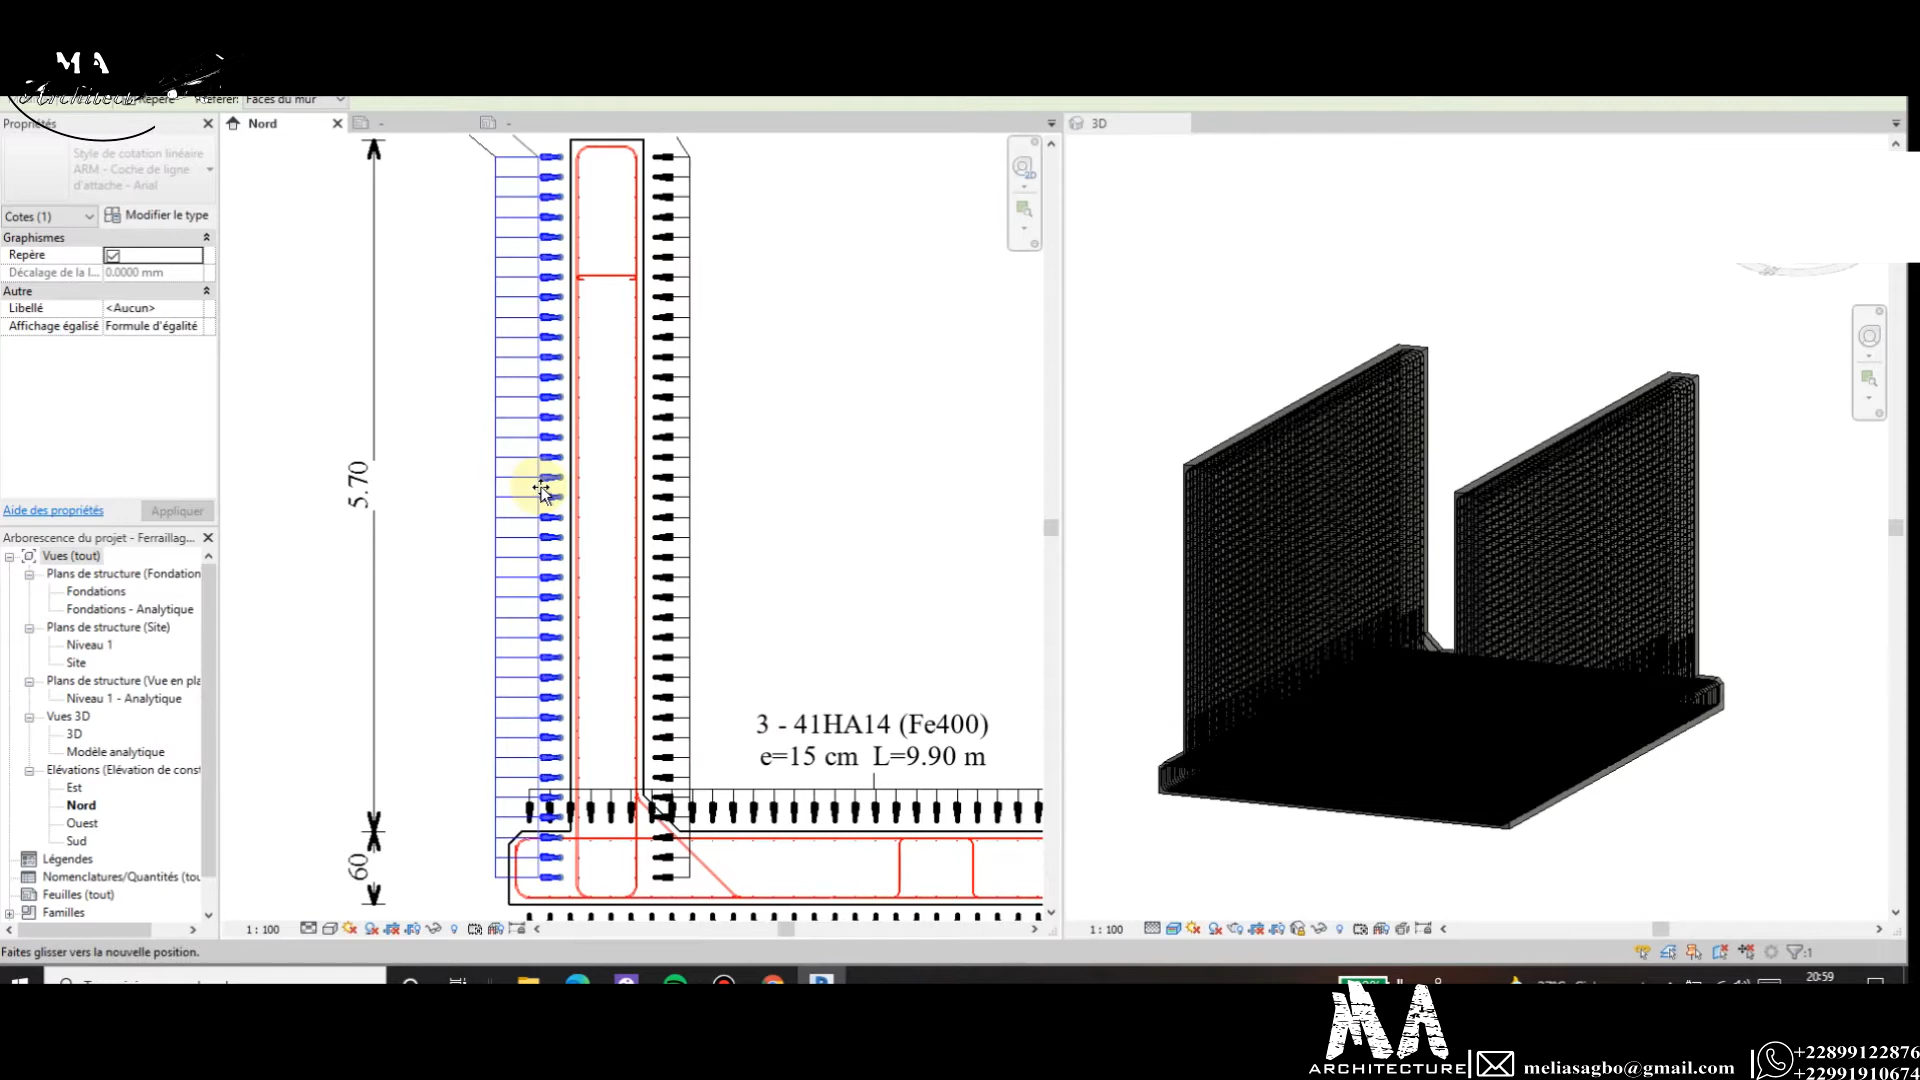 MA
Architect
Repère Préférer: Faces du mur
Propriétés
Nord
-
-
3D
Style de cotation linéaire
ARM - Coche de ligne
d'attache - Arial
Cotes (1)
Modifier le type
Graphismes
Repère
Décalage de la l... 0.0000 mm
Autre
Libellé <Aucun>
Affichage égalisé Formule d'égalité
5.70
60
3 - 41HA14 (Fe400)
e=15 cm L=9.90 m
Aide des propriétés
Appliquer
Arborescence du projet - Ferraillag...
Vues (tout)
Plans de structure (Fondation
Fondations
Fondations - Analytique
Plans de structure (Site)
Niveau 1
Site
Plans de structure (Vue en pla
Niveau 1 - Analytique
Vues 3D
3D
Modèle analytique
Elévations (Elévation de const
Est
Nord
Ouest
Sud
Légendes
Nomenclatures/Quantités (tou
Feuilles (tout)
Familles
1 : 100
1 : 100
Faites glisser vers la nouvelle position.
:1
20:59
MA
ARCHITECTURE
meliasagbo@gmail.com
+22899122876
+22991910674